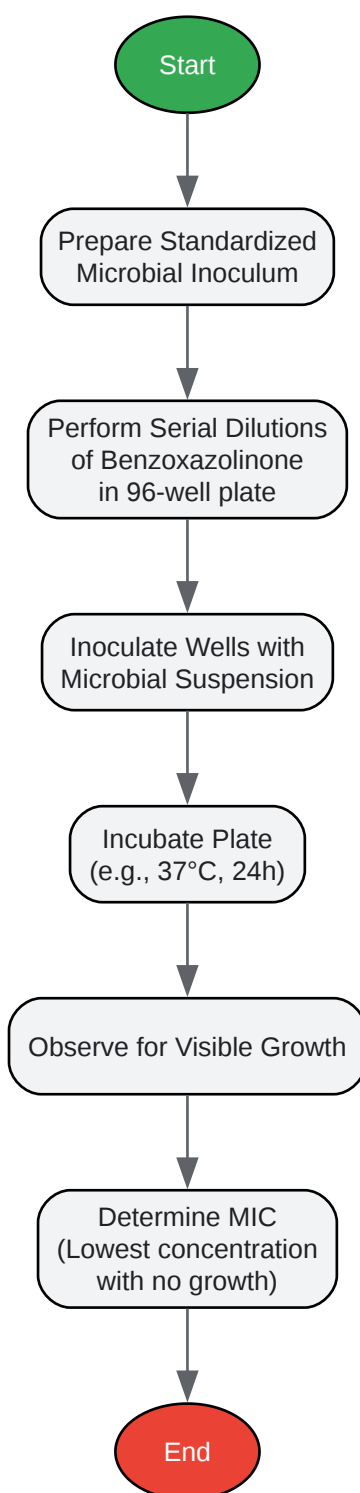 Start
Prepare Standardized
Microbial Inoculum
Perform Serial Dilutions
of Benzoxazolinone
in 96-well plate
Inoculate Wells with
Microbial Suspension
Incubate Plate
(e.g., 37°C, 24h)
Observe for Visible Growth
Determine MIC
(Lowest concentration
with no growth)
End